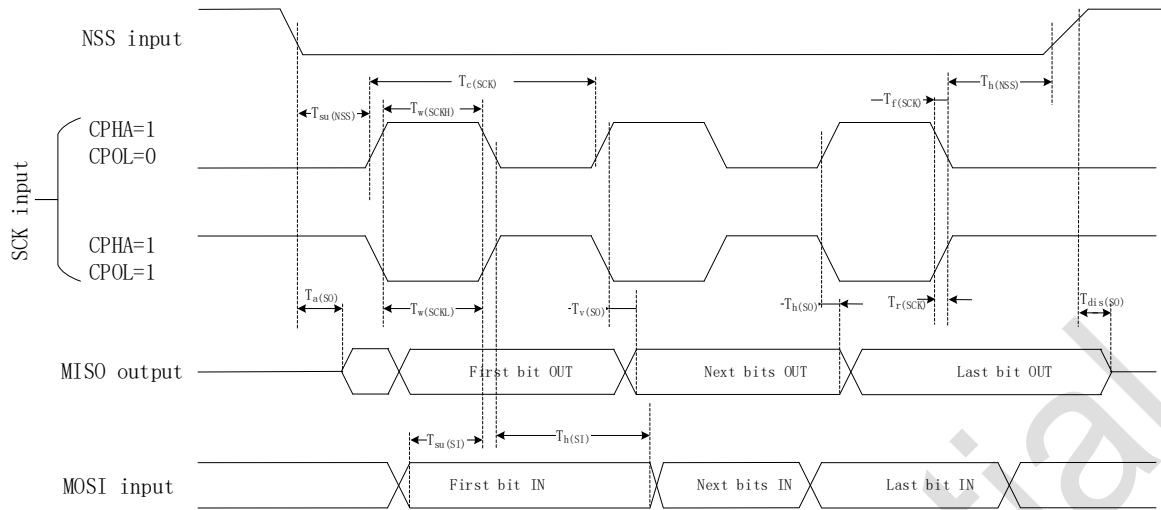 NSS input
Tc(SCK)
Th(NSS)
Tsu(NSS)
Tw(SCKH)
Tf(SCK)
SCK input
CPHA=1
CPOL=0
CPHA=1
CPOL=1
Ta(SO)
Tw(SCKL)
Tv(SO)
Th(SO)
Tr(SCK)
Tdis(SO)
MISO output
First bit OUT
Next bits OUT
Last bit OUT
Tsu(SI)
Th(SI)
MOSI input
First bit IN
Next bits IN
Last bit IN
tial